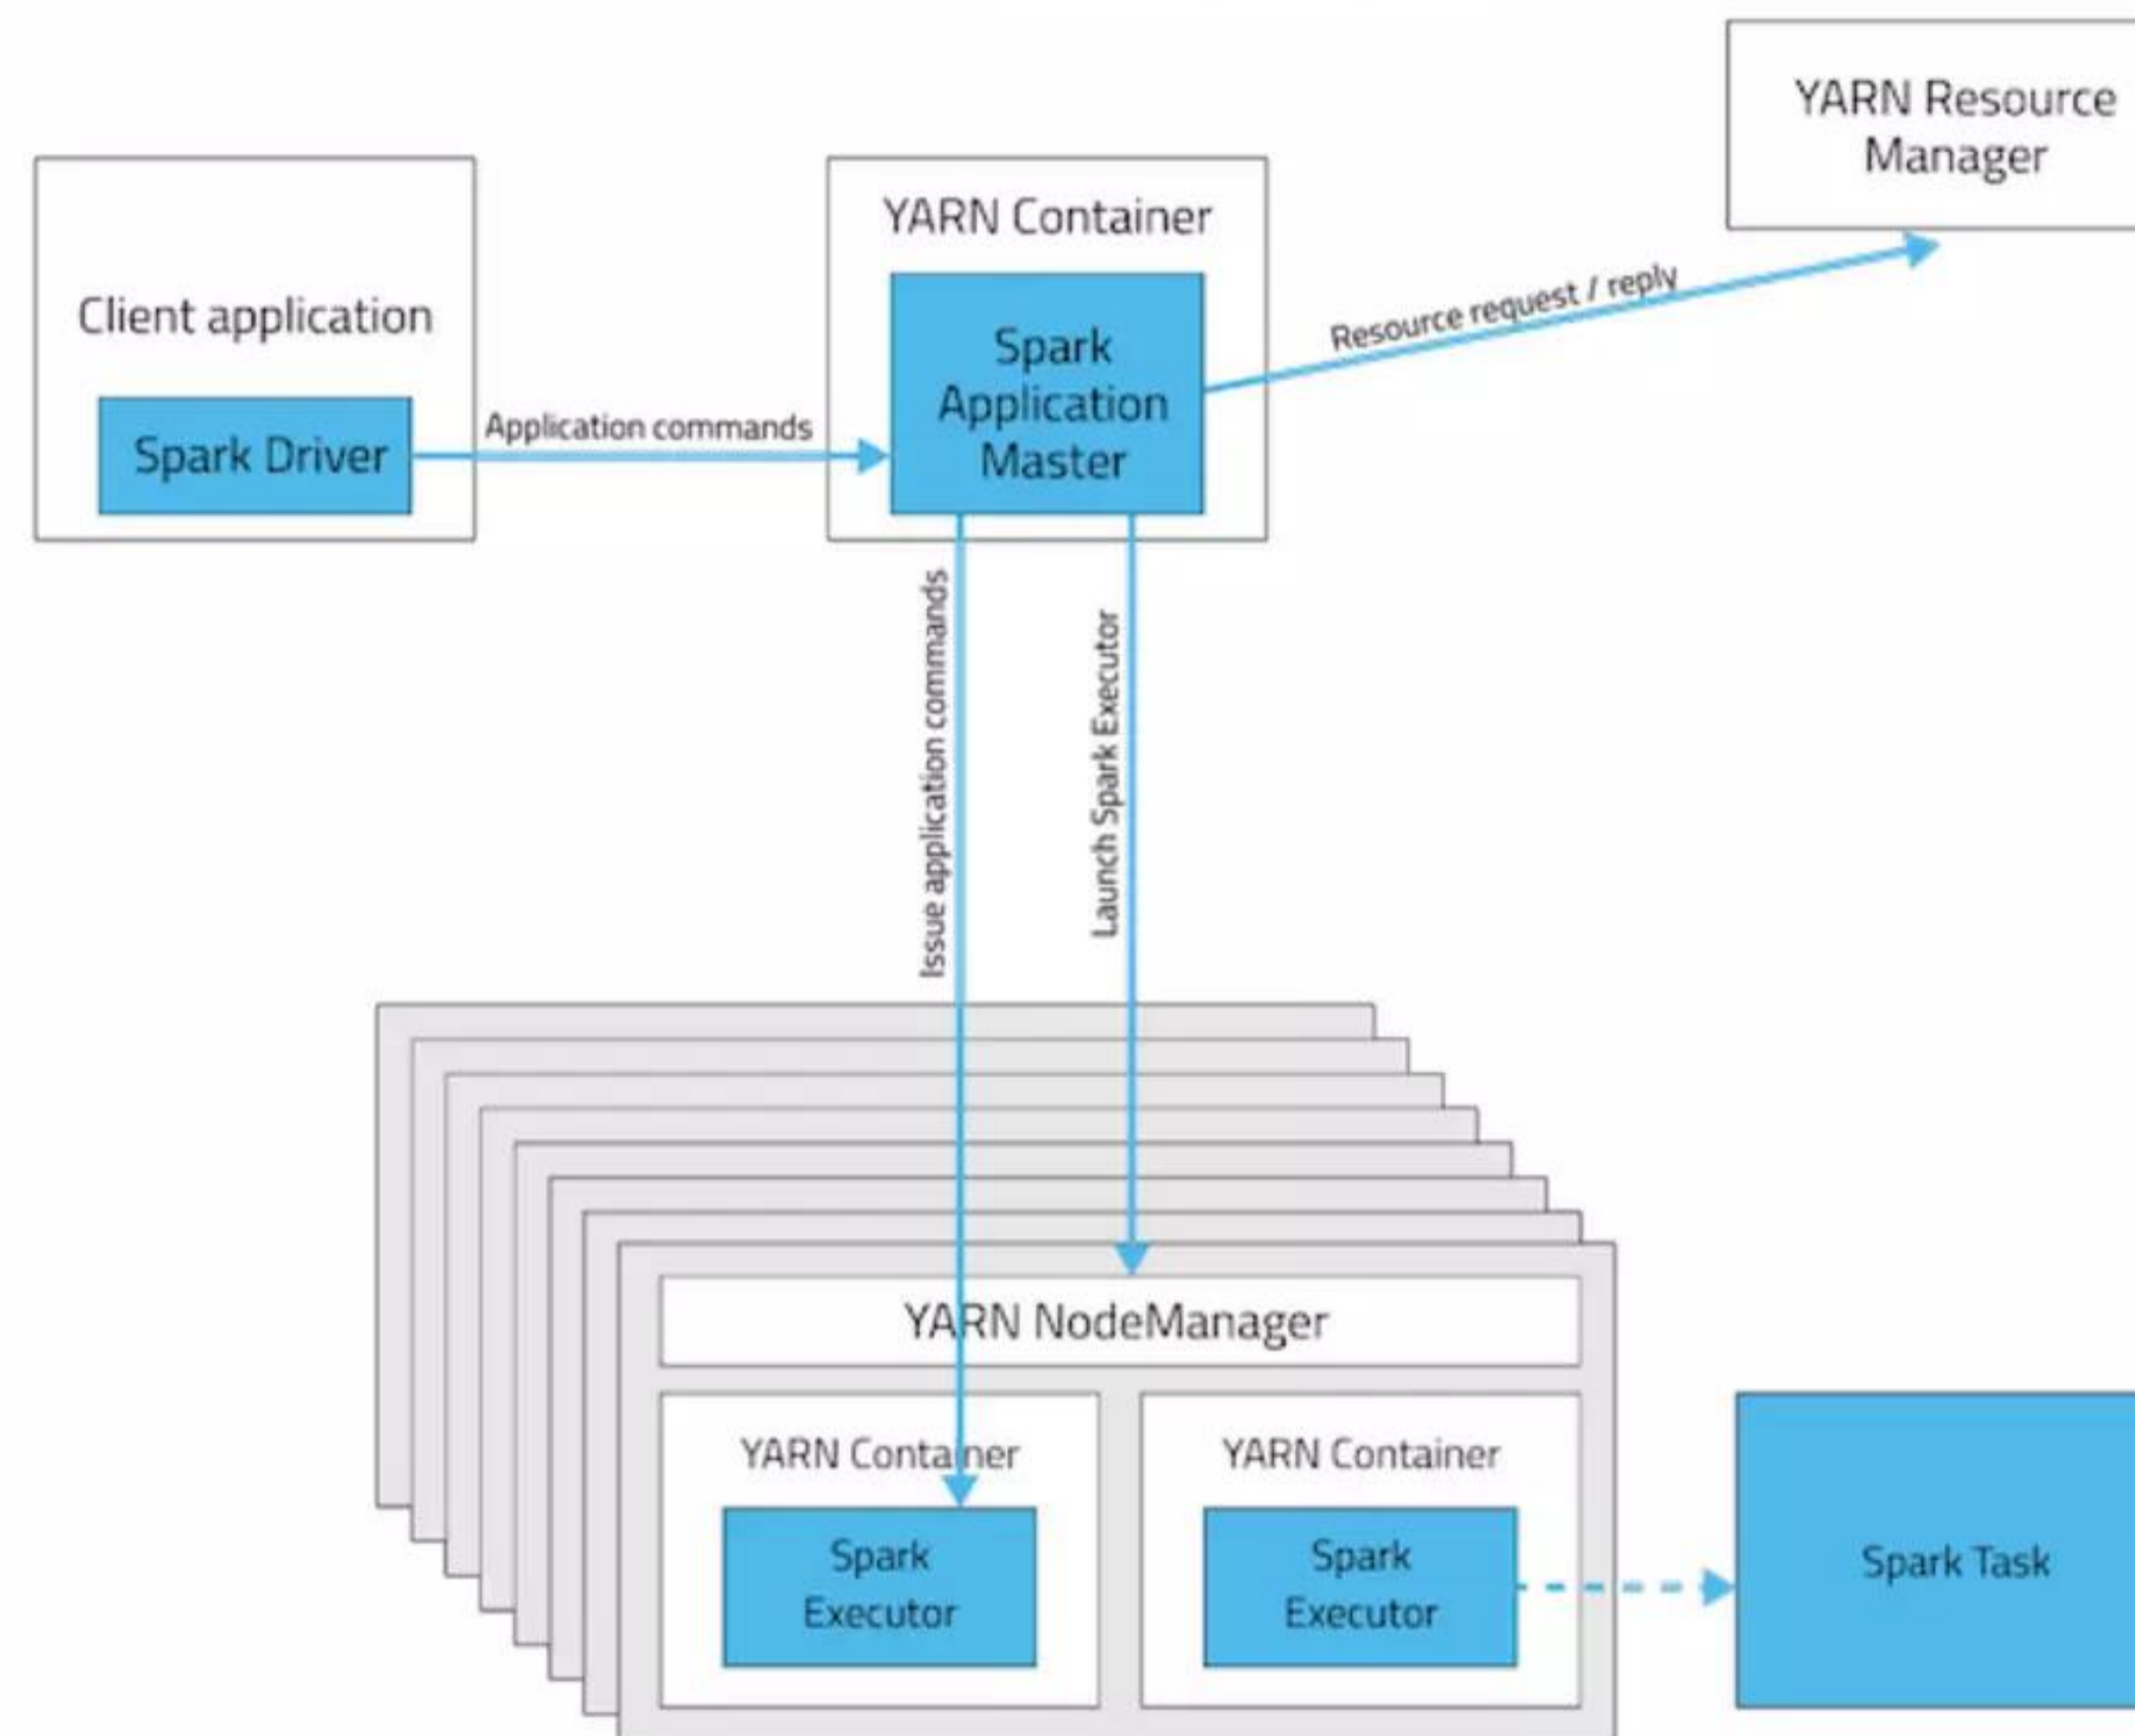 YARN Resource
Manager
YARN Container
Client application
Spark
Application
Master
Spark Driver
Application commands
Resource request / reply
Issue application commands
Launch Spark Executor
YARN NodeManager
YARN Container
YARN Container
Spark
Executor
Spark
Executor
Spark Task